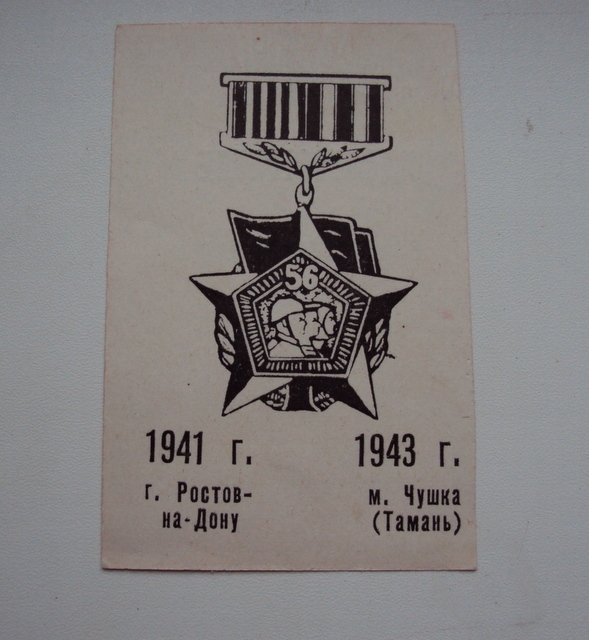 56
1941 г.
г. Ростов-
на-Дону
1943 г.
м. Чушка
(Тамань)